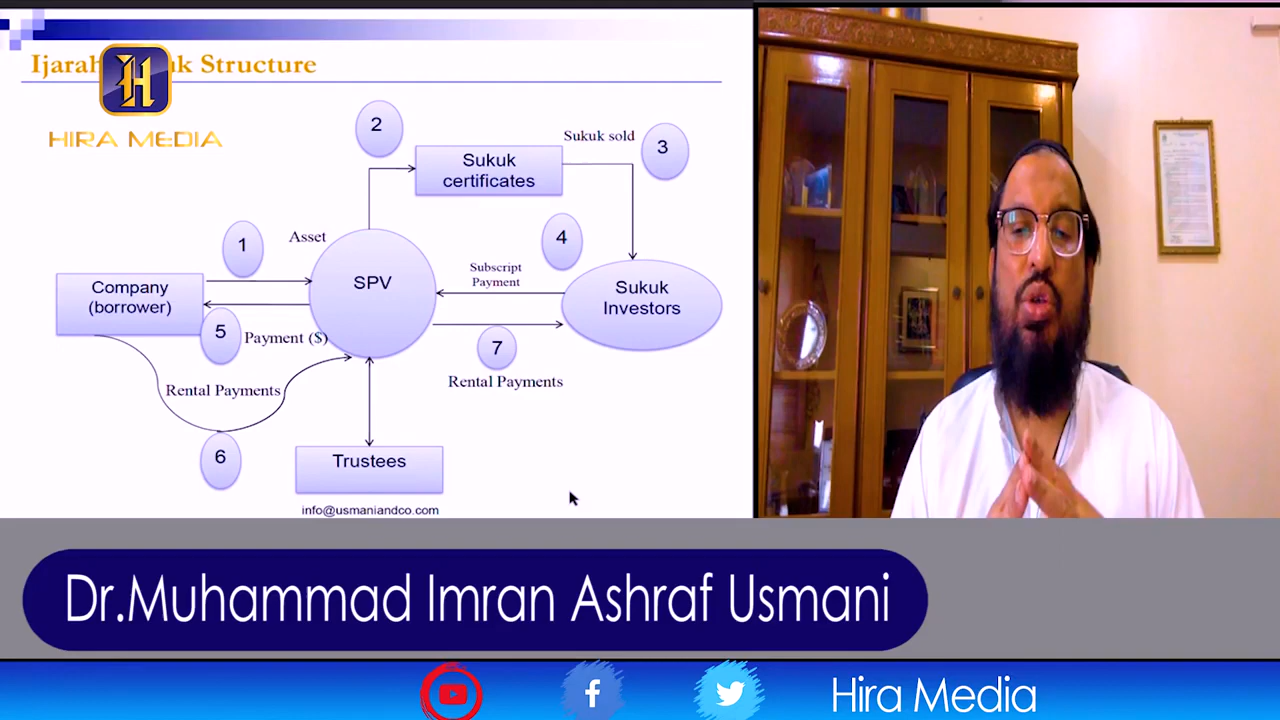 Ijarah k Structure
H
HIRA MEDIA
2
Sukuk sold
3
Sukuk
certificates
1
Asset
4
Company
(borrower)
SPV
Subscript
Payment
Sukuk
Investors
5
Payment ($)
7
Rental Payments
Rental Payments
6
Trustees
info@usmaniandco.com
Dr.Muhammad Imran Ashraf Usmani
Hira Media